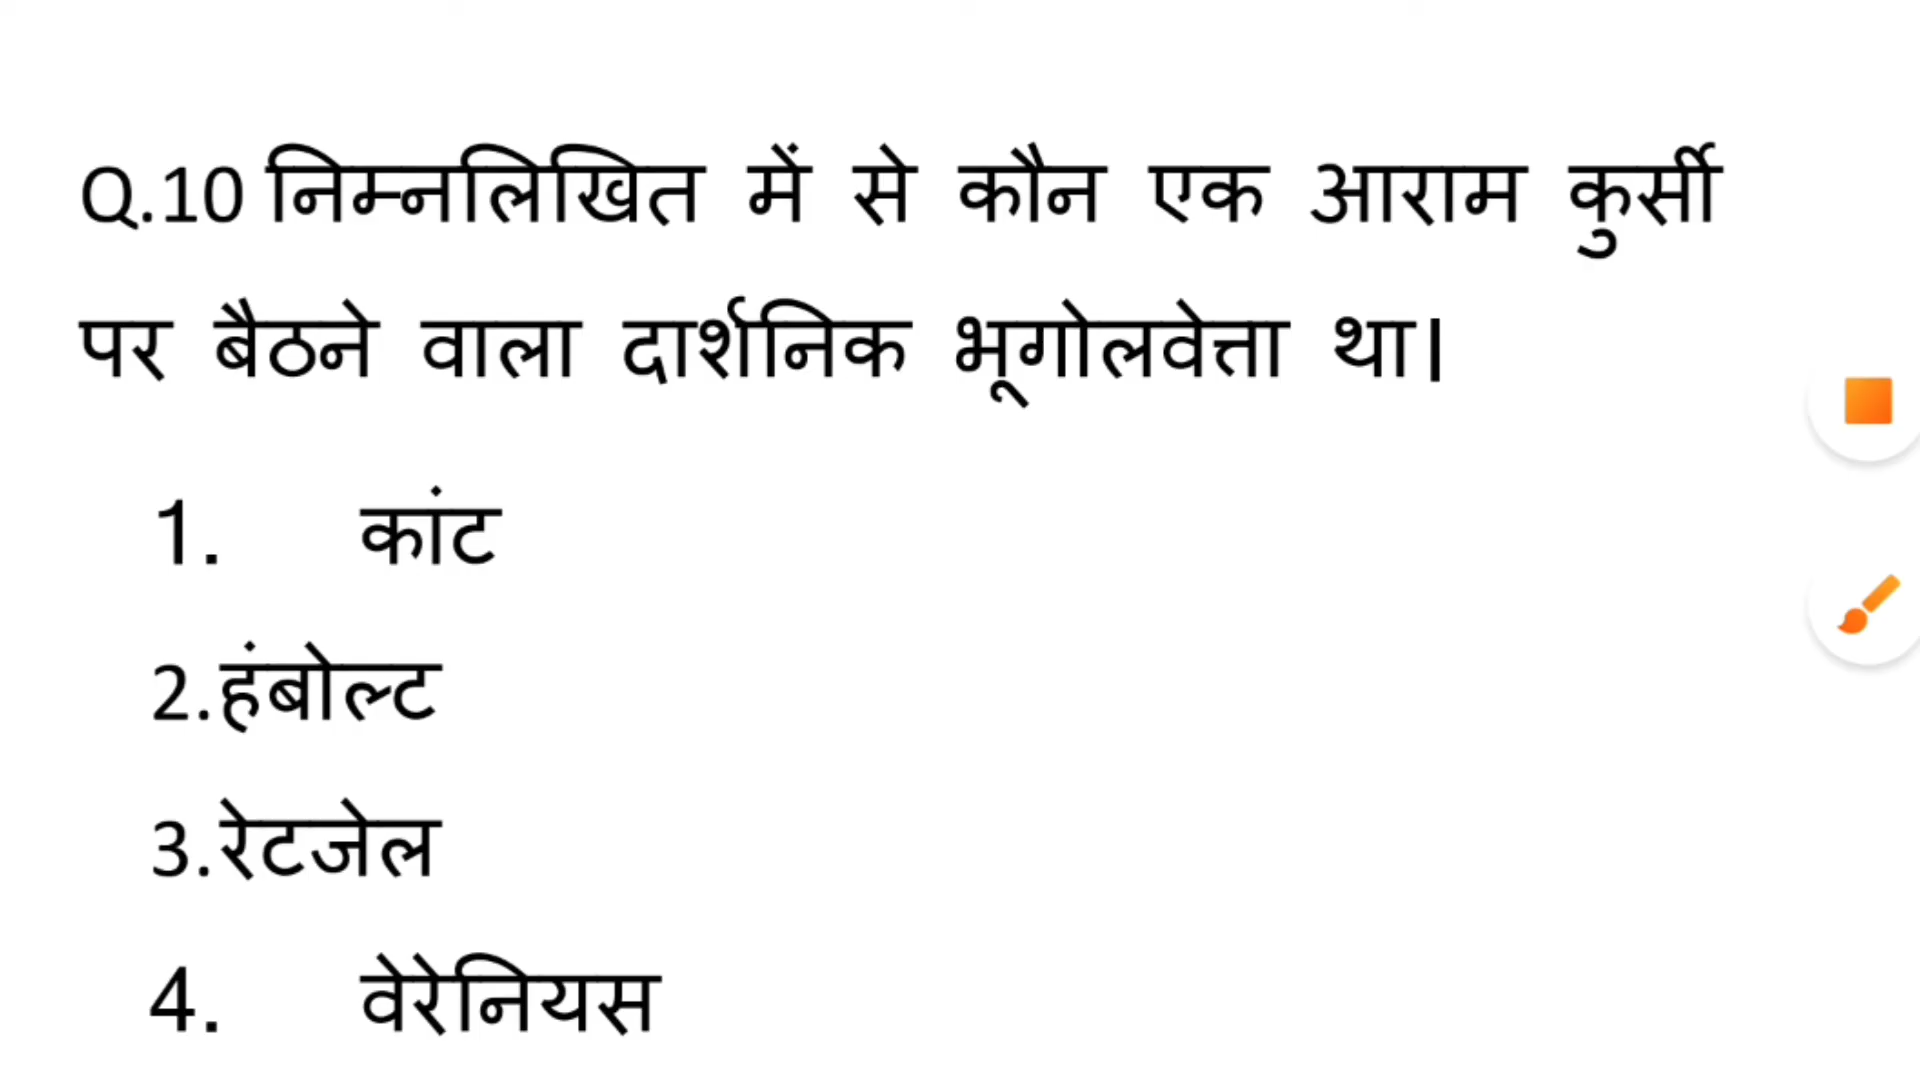 Q.10 निम्नलिखित में से कौन एक आराम कुर्सी
पर बैठने वाला दार्शनिक भूगोलवेत्ता था।
1. कांट
2.हंबोल्ट
3.रेटजेल
4. वेरेनियस